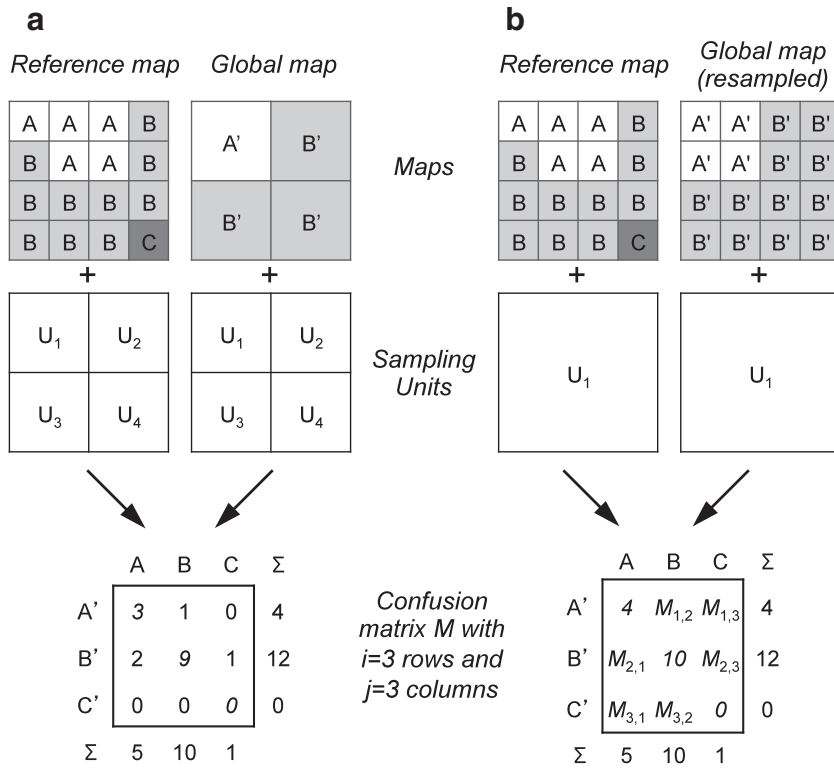 a
Reference map Global map
A A A B
B A A B
B B B B
B B B C
A' B'
B' B'
Maps
+ +
U1 U2
U3 U4
U1 U2
U3 U4
Sampling
Units
A B C Σ
A' 3 1 0 4
B' 2 9 1 12
C' 0 0 0 0
Σ 5 10 1
Confusion
matrix M with
i=3 rows and
j=3 columns
b
Reference map Global map
(resampled)
A A A B
B A A B
B B B B
B B B C
A' A' B' B'
A' A' B' B'
B' B' B' B'
B' B' B' B'
+ +
U1 U1
A B C Σ
A' 4 M1,2 M1,3 4
B' M2,1 10 M2,3 12
C' M3,1 M3,2 0 0
Σ 5 10 1